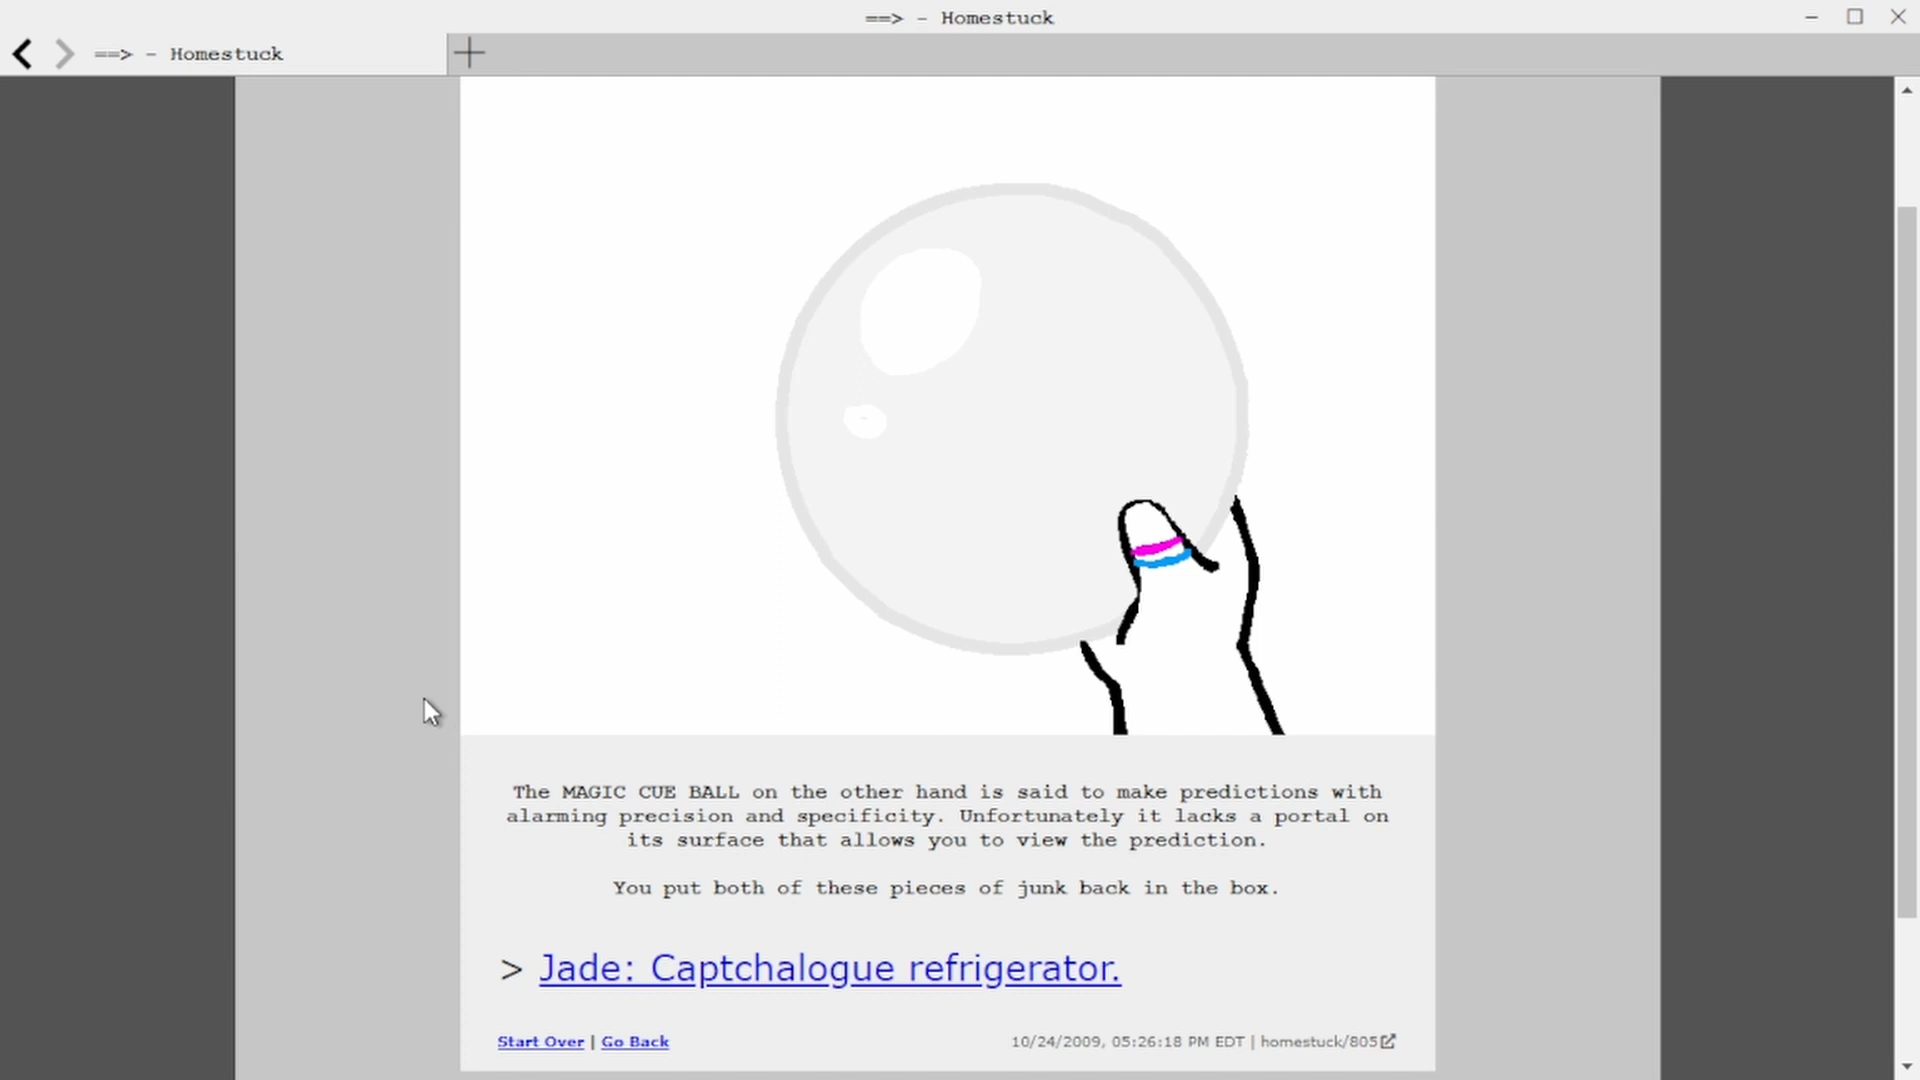 ==> - Homestuck
==> - Homestuck
The MAGIC CUE BALL on the other hand is said to make predictions with
alarming precision and specificity. Unfortunately it lacks a portal on
its surface that allows you to view the prediction.
You put both of these pieces of junk back in the box.
> Jade: Captchalogue refrigerator.
Start Over | Go Back
10/24/2009, 05:26:18 PM EDT | homestuck/805